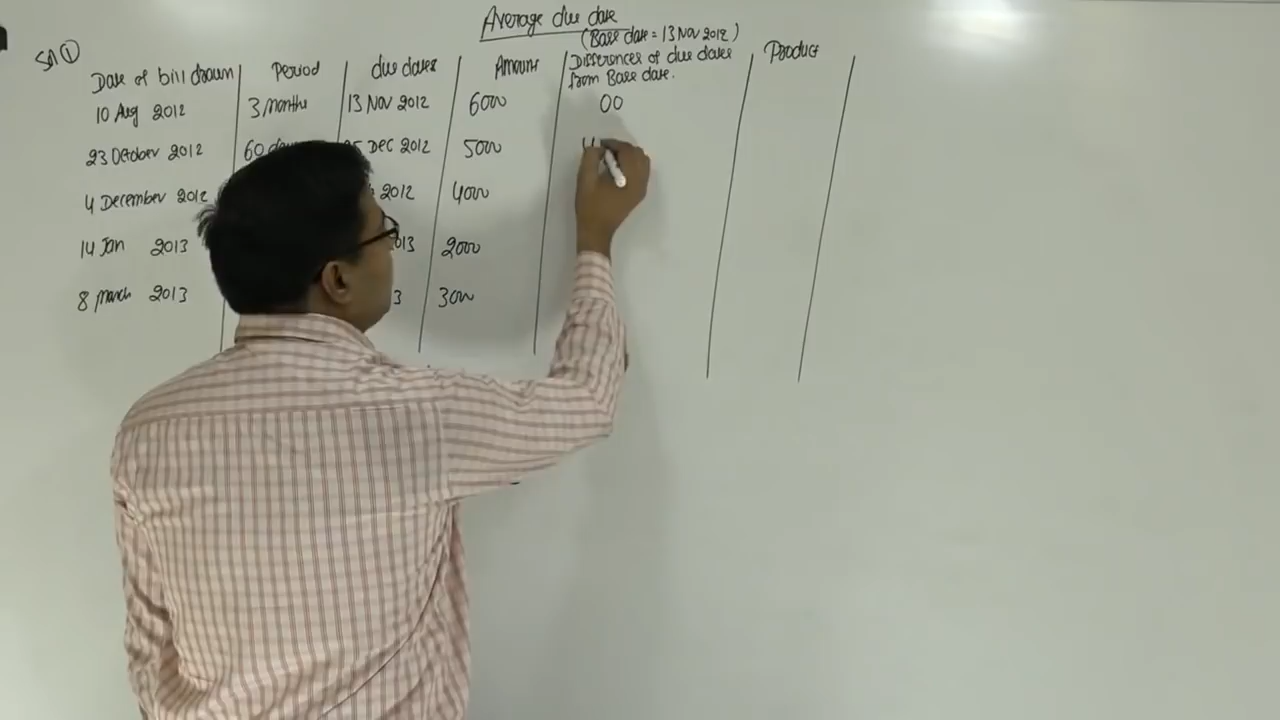 Average due date
(Base date = 13 Nov 2012)
Date of bill drawn Period due dates Amount Differences of due dates from Base date. Product
10 Aug 2012 3 months 13 Nov 2012 6000 00
23 October 2012 60 DEC 2012 5000
4 December 2012 2012 4000
14 Jan 2013 2000
8 march 2013 3000